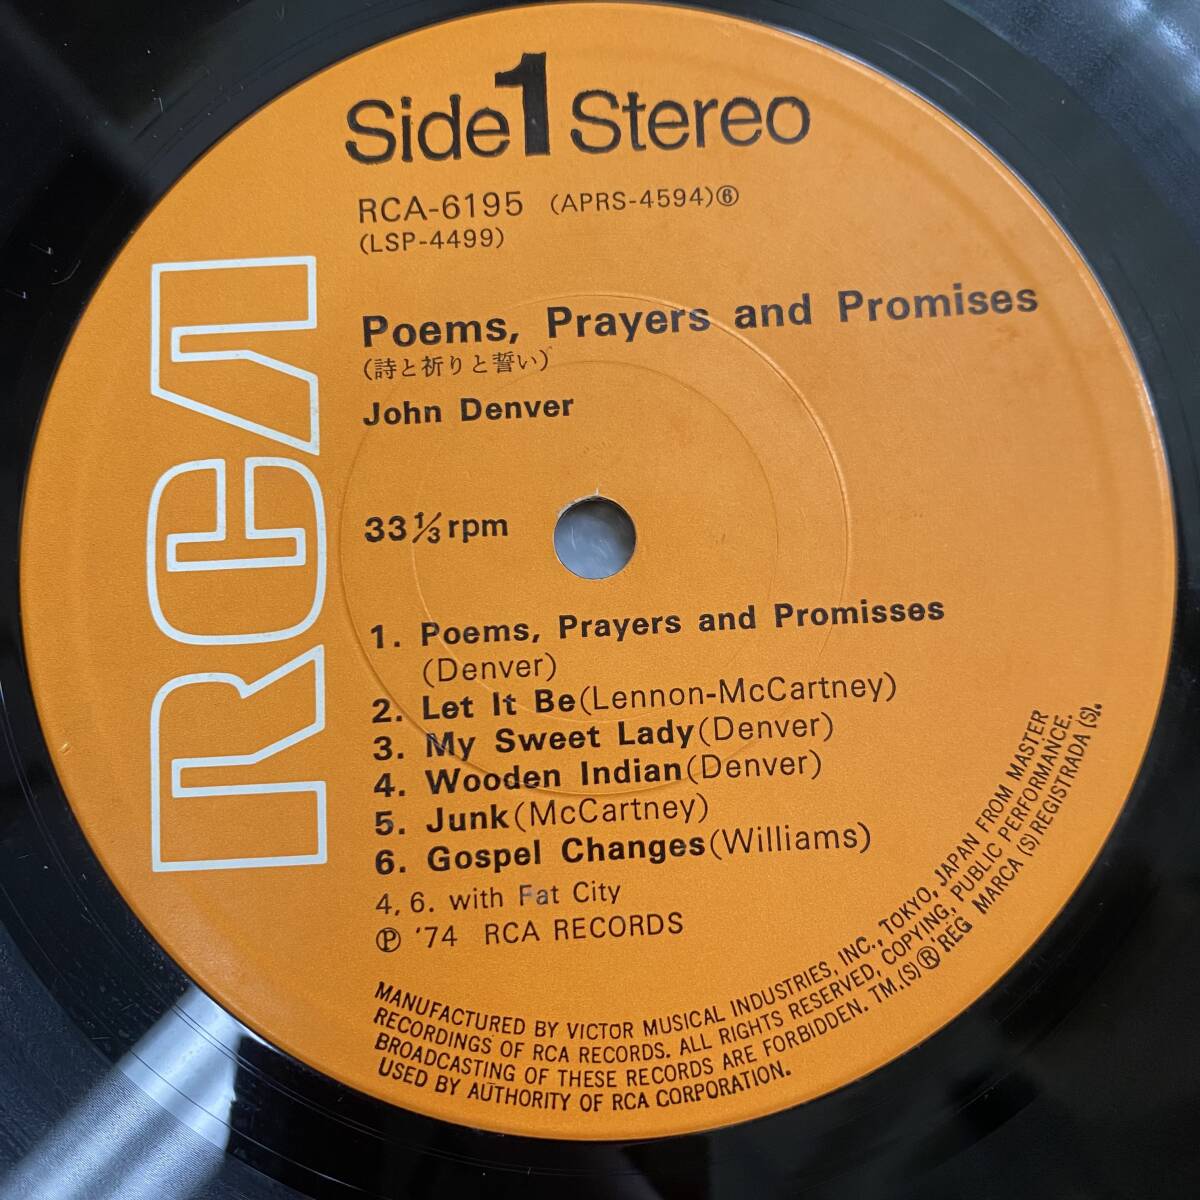 Side 1 Stereo
RCA-6195 (APRS-4594)⑥
(LSP-4499)
Poems, Prayers and Promises
(詩と祈りと誓い)
John Denver
33 1/3 rpm
RCA
1. Poems, Prayers and Promisses
(Denver)
2. Let It Be (Lennon-McCartney)
3. My Sweet Lady (Denver)
4. Wooden Indian (Denver)
5. Junk (McCartney)
6. Gospel Changes (Williams)
4, 6. with Fat City
Ⓟ '74 RCA RECORDS
MANUFACTURED BY VICTOR MUSICAL INDUSTRIES, INC., TOKYO, JAPAN FROM MASTER
RECORDINGS OF RCA RECORDS. ALL RIGHTS RESERVED, COPYING, PUBLIC PERFORMANCE.
BROADCASTING OF THESE RECORDS ARE FORBIDDEN. TM.(S)® REG MARCA (S) REGISTRADA (S).
USED BY AUTHORITY OF RCA CORPORATION.